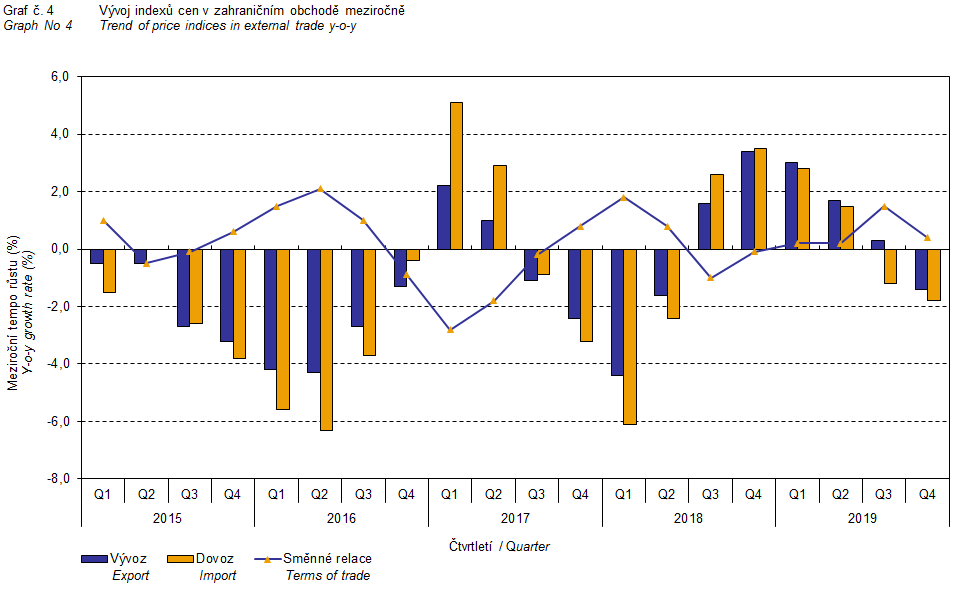 Graf č. 4 Vývoj indexů cen v zahraničním obchodě meziročně
Graph No 4 Trend of price indices in external trade y-o-y
Meziroční tempo růstu (%)
Y-o-y growth rate (%)
6,0
4,0
2,0
0,0
-2,0
-4,0
-6,0
-8,0
Q1 Q2 Q3 Q4 Q1 Q2 Q3 Q4 Q1 Q2 Q3 Q4 Q1 Q2 Q3 Q4 Q1 Q2 Q3 Q4
2015 2016 2017 2018 2019
Čtvrtletí / Quarter
Vývoz Dovoz Směnné relace
Export Import Terms of trade